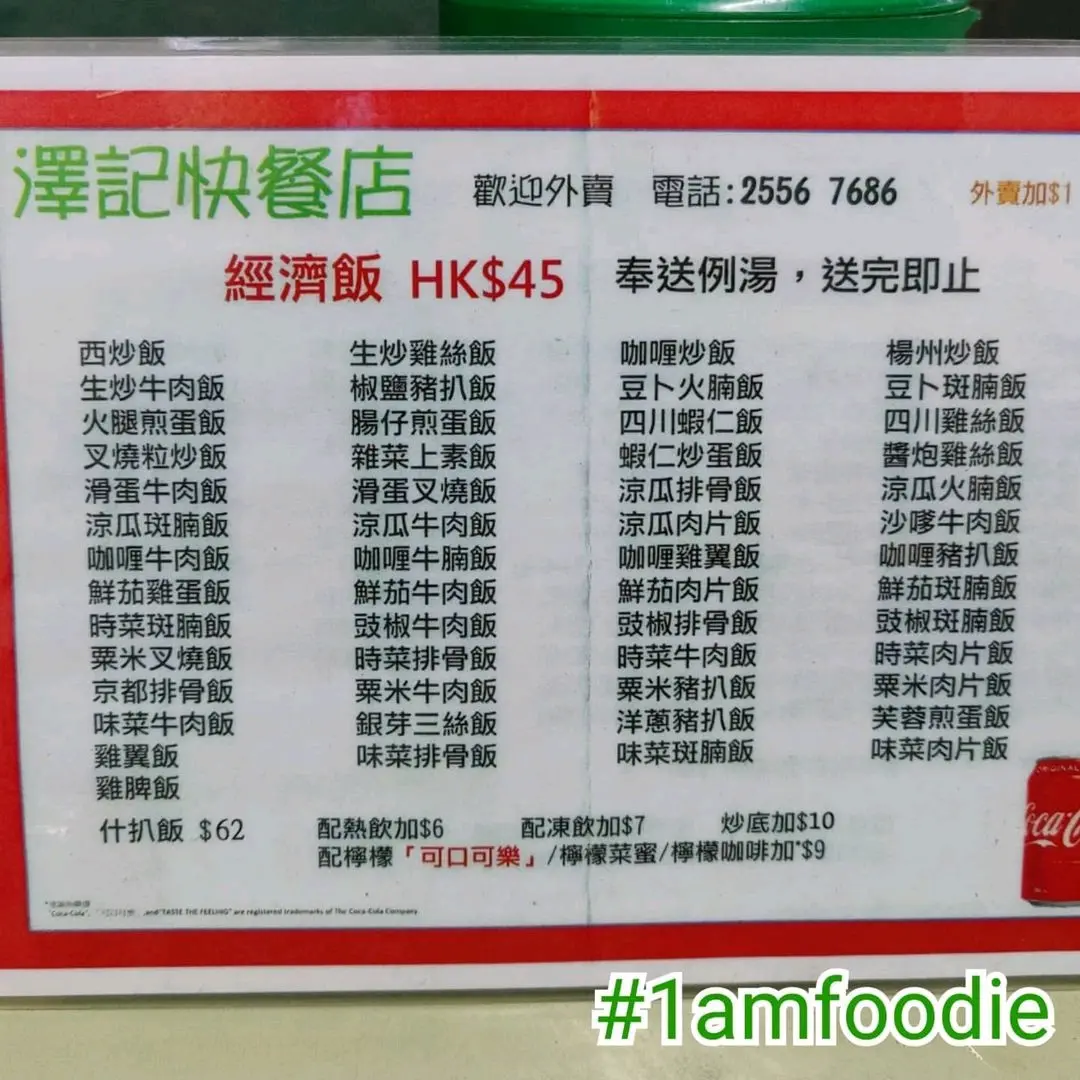 澤記快餐店 歡迎外賣 電話:2556 7686 外賣加$1
經濟飯 HK$45 奉送例湯，送完即止
西炒飯 生炒雞絲飯 咖喱炒飯 楊州炒飯
生炒牛肉飯 椒鹽豬扒飯 豆卜火腩飯 豆卜斑腩飯
火腿煎蛋飯 腸仔煎蛋飯 四川蝦仁飯 四川雞絲飯
叉燒粒炒飯 雜菜上素飯 蝦仁炒蛋飯 醬炮雞絲飯
滑蛋牛肉飯 滑蛋叉燒飯 涼瓜排骨飯 涼瓜火腩飯
涼瓜斑腩飯 涼瓜牛肉飯 涼瓜肉片飯 沙嗲牛肉飯
咖喱牛肉飯 咖喱牛腩飯 咖喱雞翼飯 咖喱豬扒飯
鮮茄雞蛋飯 鮮茄牛肉飯 鮮茄肉片飯 鮮茄斑腩飯
時菜斑腩飯 豉椒牛肉飯 豉椒排骨飯 豉椒斑腩飯
粟米叉燒飯 時菜排骨飯 時菜牛肉飯 時菜肉片飯
京都排骨飯 粟米牛肉飯 粟米豬扒飯 粟米肉片飯
味菜牛肉飯 銀芽三絲飯 洋蔥豬扒飯 芙蓉煎蛋飯
雞翼飯 味菜排骨飯 味菜斑腩飯 味菜肉片飯
雞脾飯
什扒飯 $62 配熱飲加$6 配凍飲加$7 炒底加$10
配檸檬「可口可樂」/檸檬菜蜜/檸檬咖啡加*$9
"Coca-Cola", and "TASTE THE FEELING" are registered trademarks of The Coca-Cola Company
ORIGINAL
#1amfoodie